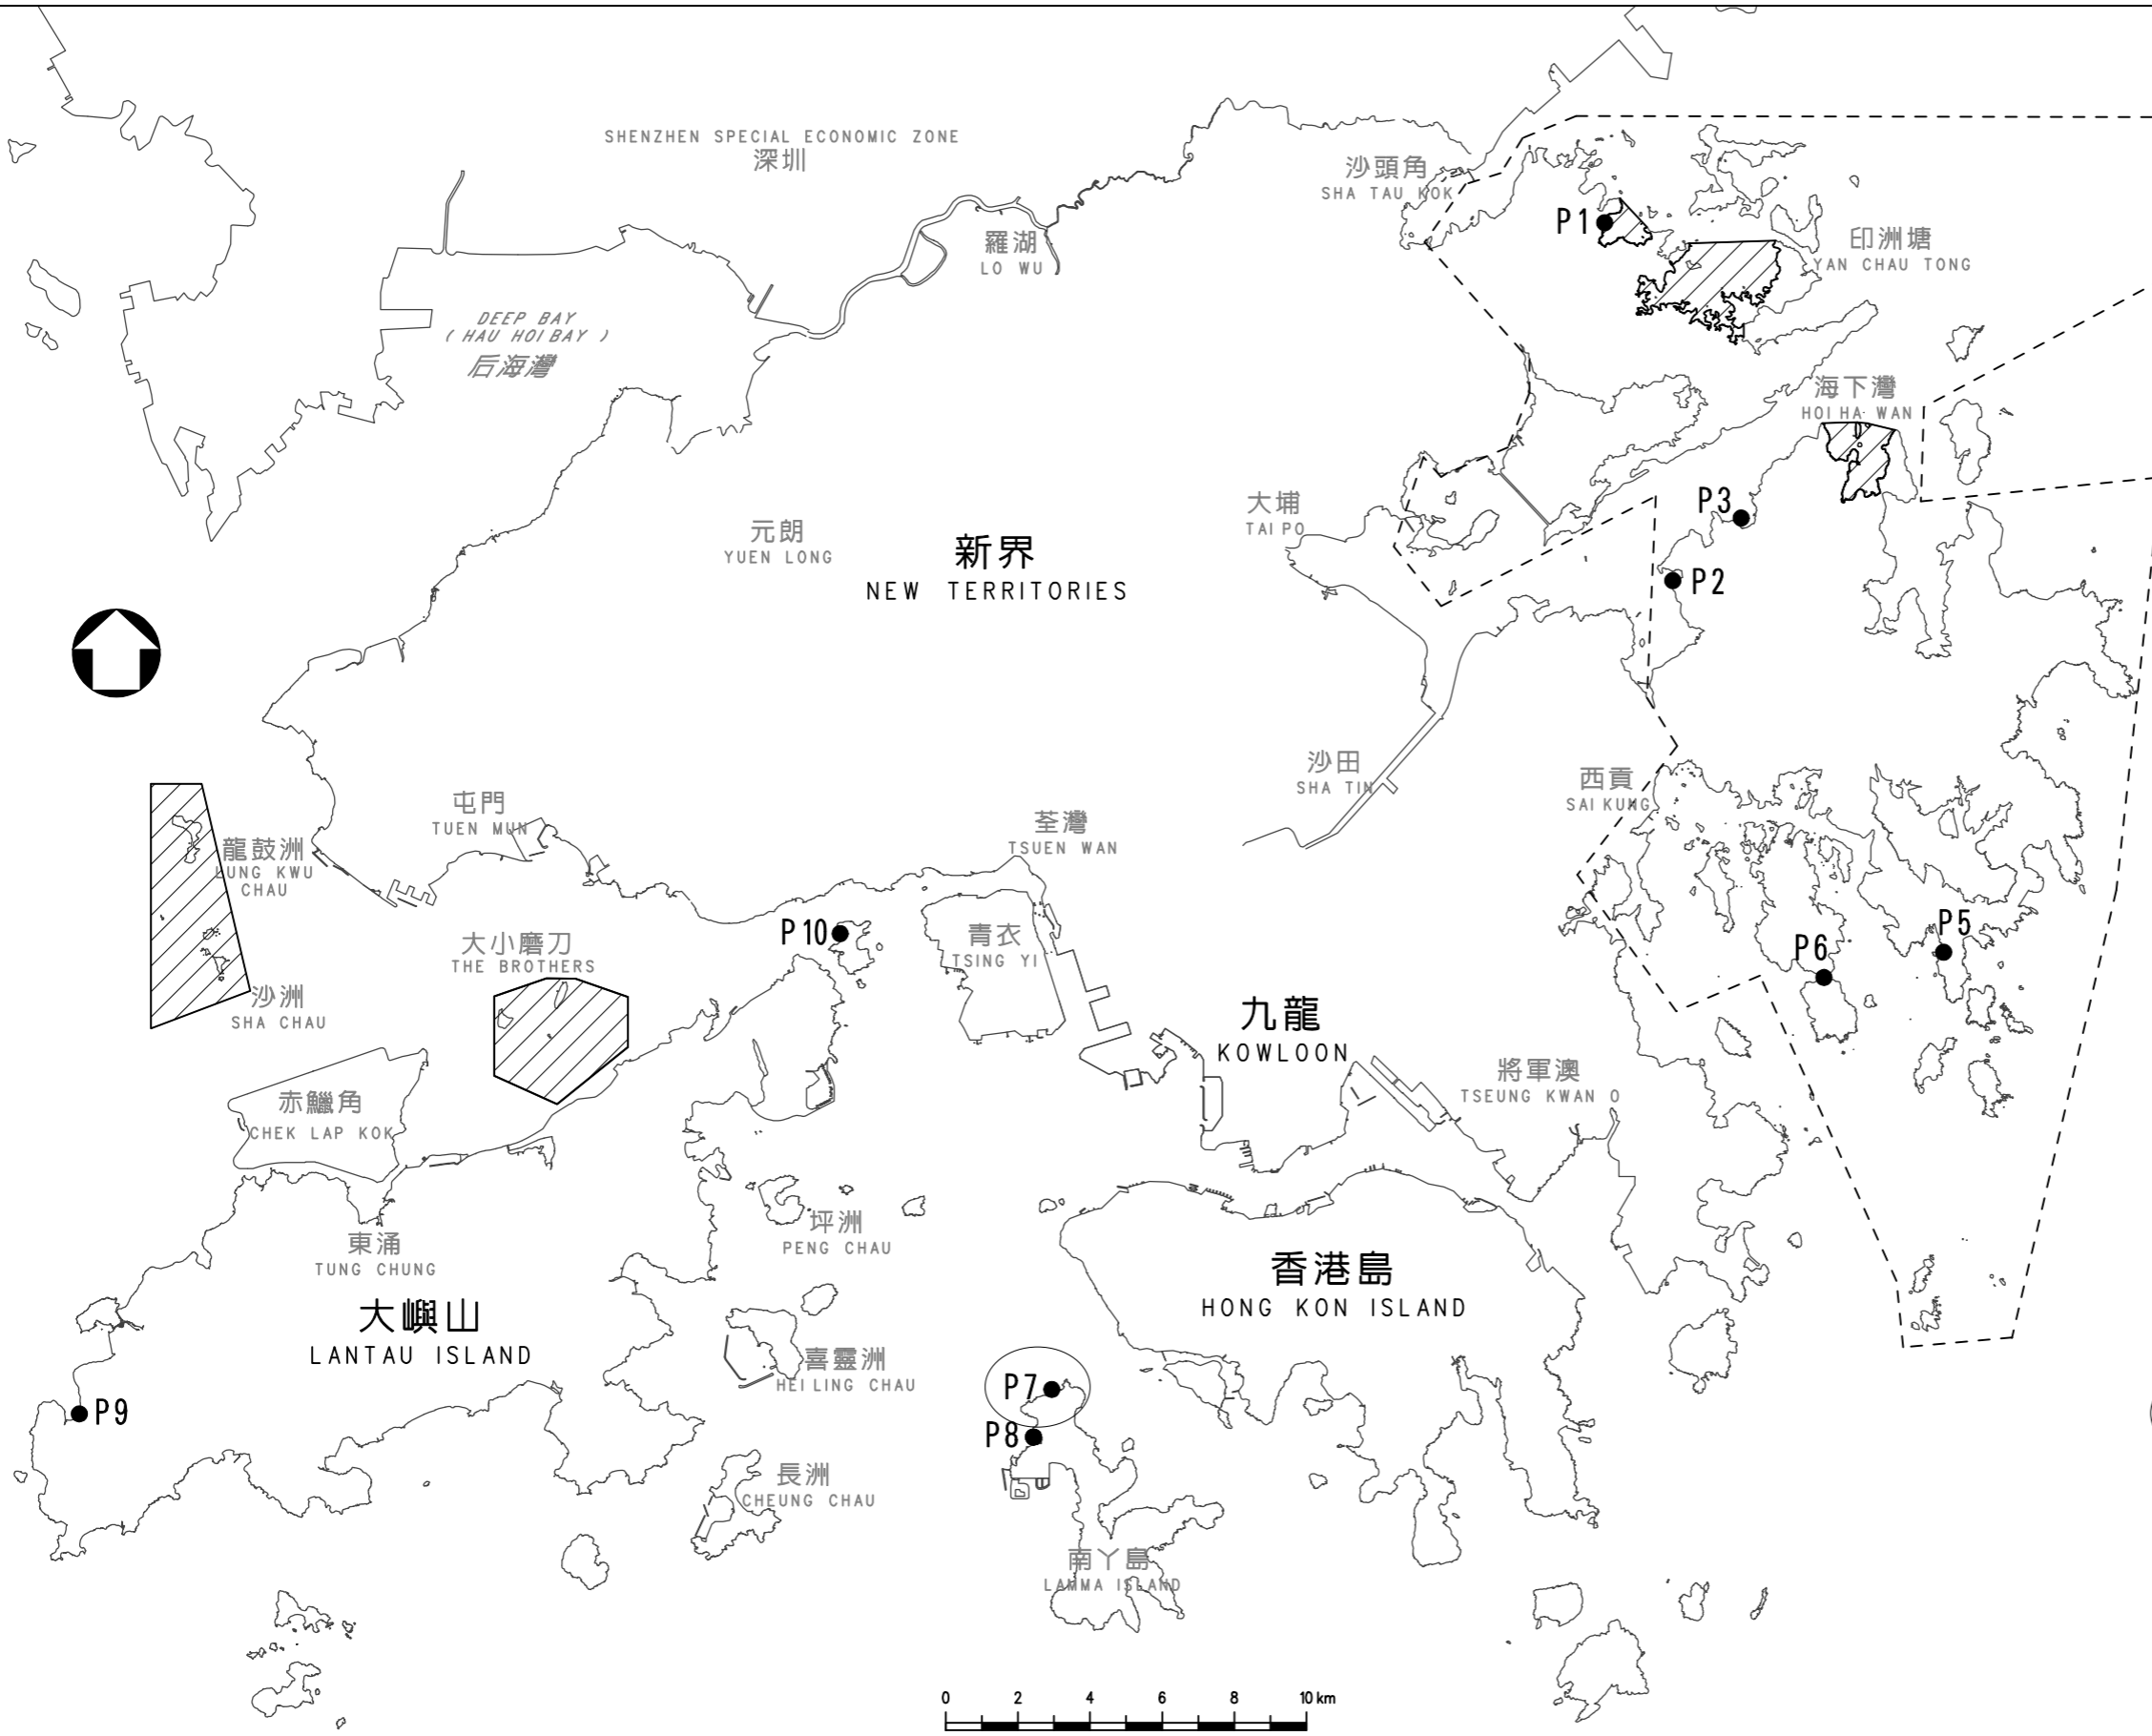 SHENZHEN SPECIAL ECONOMIC ZONE
深圳
沙頭角
SHA TAU KOK
P1
印洲塘
YAN CHAU TONG
羅湖
LO WU
DEEP BAY
( HAU HOI BAY )
后海灣
海下灣
HOI HA WAN
大埔
TAI PO
P3
元朗
YUEN LONG
新界
NEW TERRITORIES
P2
沙田
SHA TIN
西貢
SAI KUNG
屯門
TUEN MUN
荃灣
TSUEN WAN
龍鼓洲
LUNG KWU
CHAU
大小磨刀
THE BROTHERS
P10
青衣
TSING YI
P5
P6
沙洲
SHA CHAU
九龍
KOWLOON
赤鱲角
CHEK LAP KOK
將軍澳
TSEUNG KWAN O
坪洲
PENG CHAU
東涌
TUNG CHUNG
香港島
HONG KON ISLAND
大嶼山
LANTAU ISLAND
喜靈洲
HEI LING CHAU
P7
P9
P8
長洲
CHEUNG CHAU
南丫島
LAMMA ISLAND
0 2 4 6 8 10 km